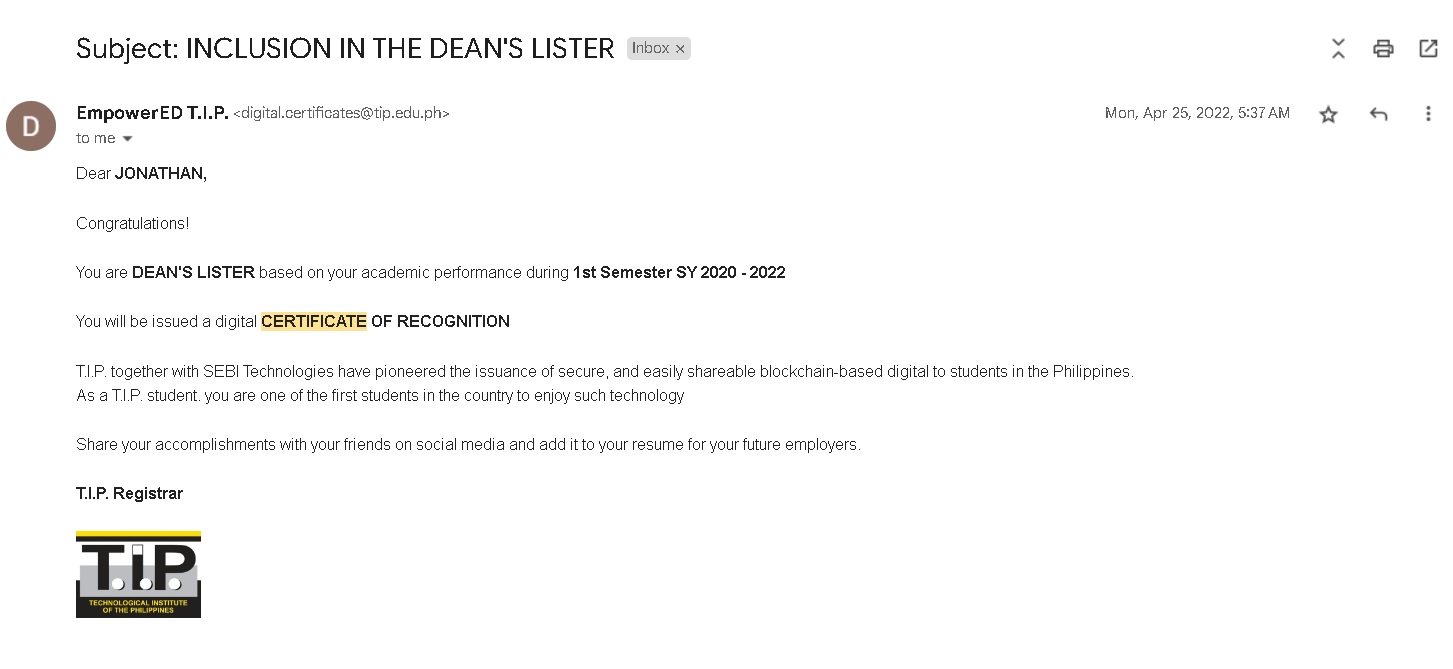 Subject: INCLUSION IN THE DEAN'S LISTER Inbox ×
EmpowerED T.I.P. <digital.certificates@tip.edu.ph> Mon, Apr 25, 2022, 5:37 AM
D
to me
Dear JONATHAN,
Congratulations!
You are DEAN'S LISTER based on your academic performance during 1st Semester SY 2020 - 2022
You will be issued a digital CERTIFICATE OF RECOGNITION
T.I.P. together with SEBI Technologies have pioneered the issuance of secure, and easily shareable blockchain-based digital to students in the Philippines.
As a T.I.P. student. you are one of the first students in the country to enjoy such technology
Share your accomplishments with your friends on social media and add it to your resume for your future employers.
T.I.P. Registrar
T.i.P.
TECHNOLOGICAL INSTITUTE
OF THE PHILIPPINES